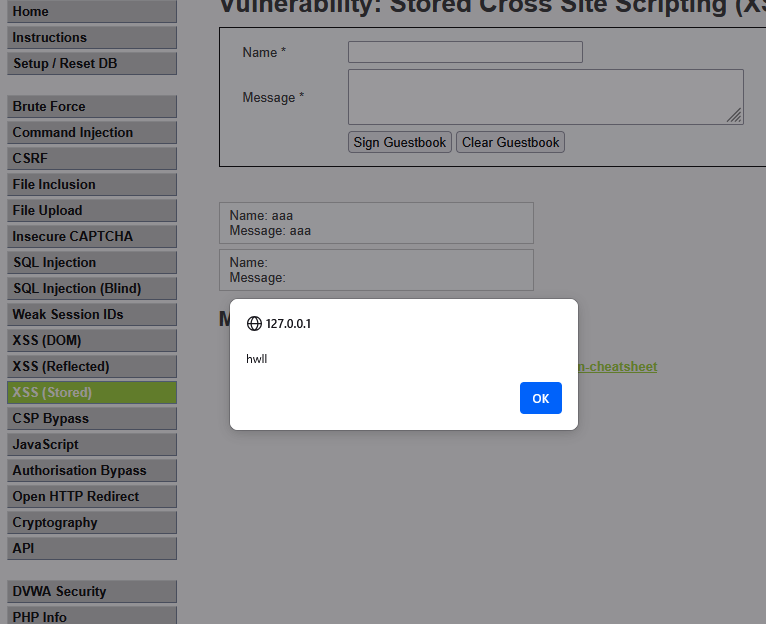 Home
Instructions
Setup / Reset DB
Brute Force
Command Injection
CSRF
File Inclusion
File Upload
Insecure CAPTCHA
SQL Injection
SQL Injection (Blind)
Weak Session IDs
XSS (DOM)
XSS (Reflected)
XSS (Stored)
CSP Bypass
JavaScript
Authorisation Bypass
Open HTTP Redirect
Cryptography
API
DVWA Security
PHP Info
Vulnerability: Stored Cross Site Scripting (XS
Name *
Message *
Sign Guestbook Clear Guestbook
Name: aaa
Message: aaa
Name:
Message:
M
n-cheatsheet
127.0.0.1
hwll
OK